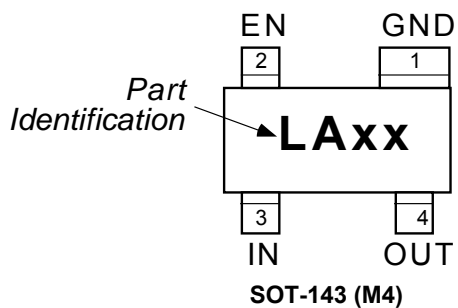 EN GND
2 1
Part
Identification
LAxx
3 4
IN OUT
SOT-143 (M4)